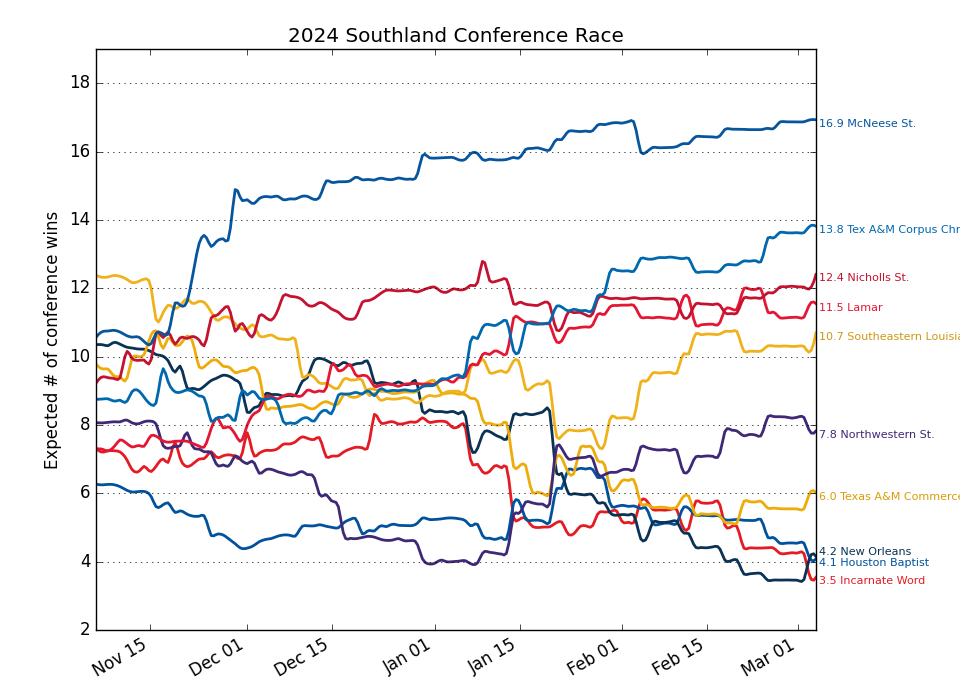 2024 Southland Conference Race
Expected # of conference wins
18
16
14
12
10
8
6
4
2
Nov 15
Dec 01
Dec 15
Jan 01
Jan 15
Feb 01
Feb 15
Mar 01
16.9 McNeese St.
13.8 Tex A&M Corpus Chr
12.4 Nicholls St.
11.5 Lamar
10.7 Southeastern Louisia
7.8 Northwestern St.
6.0 Texas A&M Commerce
4.2 New Orleans
4.1 Houston Baptist
3.5 Incarnate Word